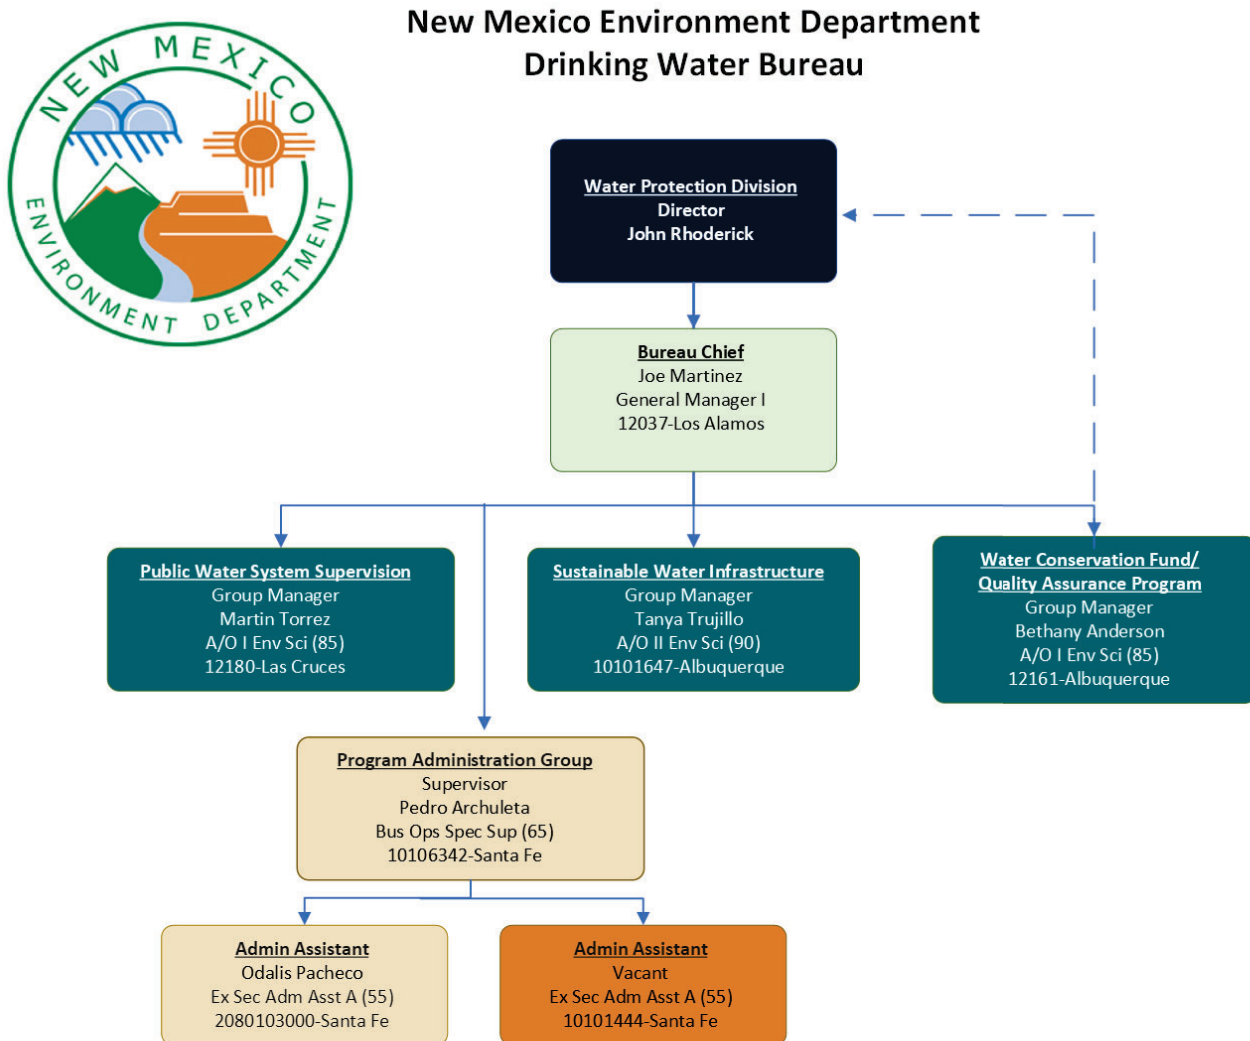 New Mexico Environment Department
Drinking Water Bureau
NEW MEXICO
ENVIRONMENT DEPARTMENT
Water Protection Division
Director
John Rhoderick
Bureau Chief
Joe Martinez
General Manager I
12037-Los Alamos
Public Water System Supervision
Group Manager
Martin Torrez
A/O I Env Sci (85)
12180-Las Cruces
Sustainable Water Infrastructure
Group Manager
Tanya Trujillo
A/O II Env Sci (90)
10101647-Albuquerque
Water Conservation Fund/
Quality Assurance Program
Group Manager
Bethany Anderson
A/O I Env Sci (85)
12161-Albuquerque
Program Administration Group
Supervisor
Pedro Archuleta
Bus Ops Spec Sup (65)
10106342-Santa Fe
Admin Assistant
Odalis Pacheco
Ex Sec Adm Asst A (55)
2080103000-Santa Fe
Admin Assistant
Vacant
Ex Sec Adm Asst A (55)
10101444-Santa Fe